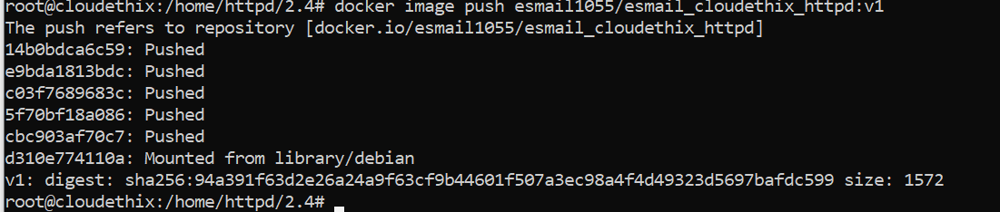 root@cloudethix:/home/httpd/2.4# docker image push esmail1055/esmail_cloudethix_httpd:v1
The push refers to repository [docker.io/esmail1055/esmail_cloudethix_httpd]
14b0bdca6c59: Pushed
e9bda1813bdc: Pushed
c03f7689683c: Pushed
5f70bf18a086: Pushed
cbc903af70c7: Pushed
d310e774110a: Mounted from library/debian
v1: digest: sha256:94a391f63d2e26a24a9f63cf9b44601f507a3ec98a4f4d49323d5697bafdc599 size: 1572
root@cloudethix:/home/httpd/2.4#